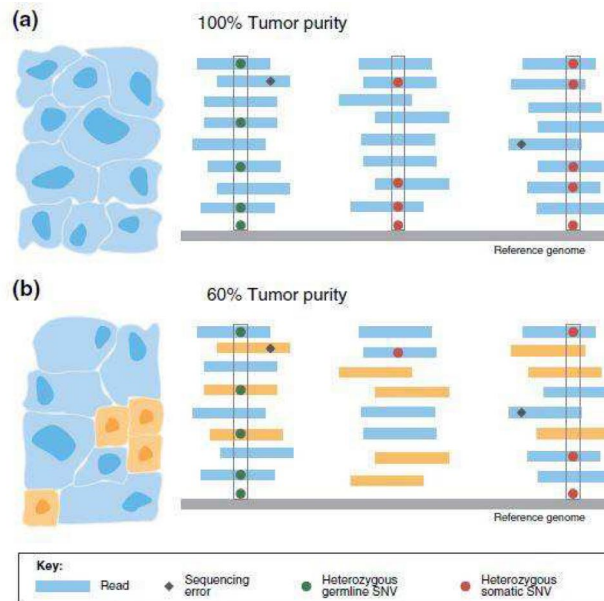 (a)
100% Tumor purity
Reference genome
(b)
60% Tumor purity
Reference genome
Key:
Read
Sequencing
error
Heterozygous
germline SNV
Heterozygous
somatic SNV